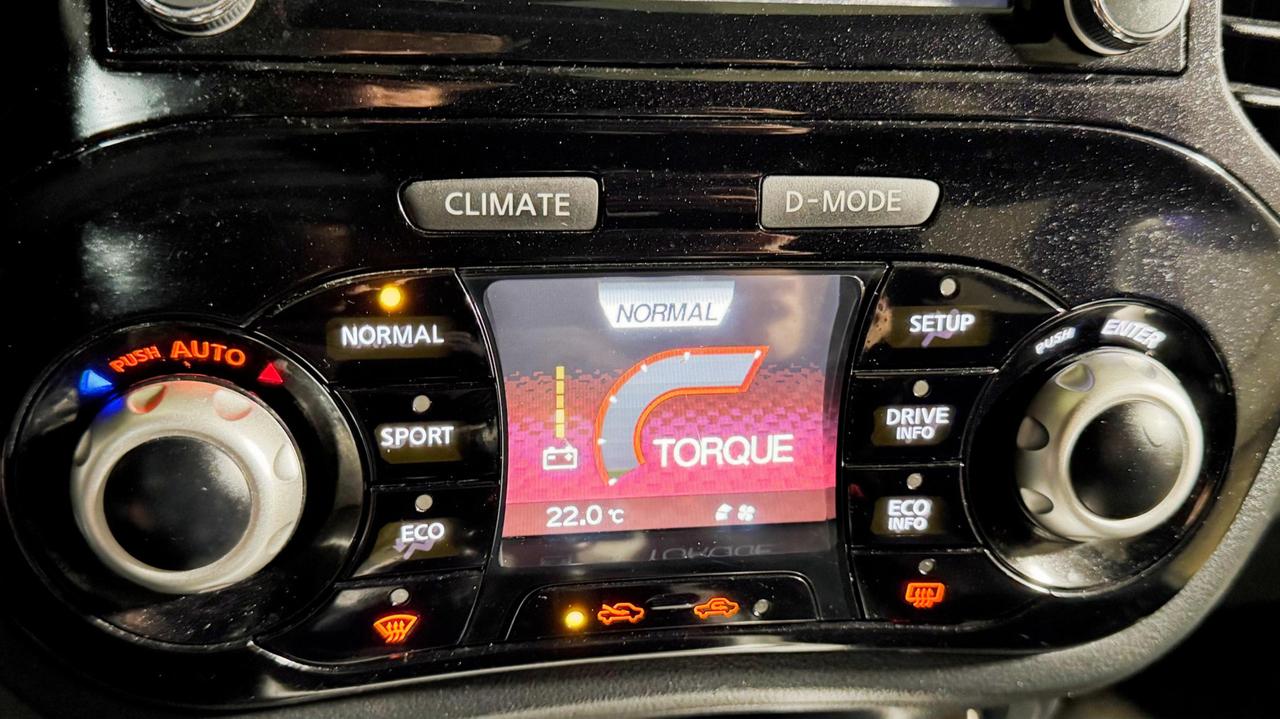 CLIMATE
D-MODE
NORMAL
PUSH AUTO
NORMAL
SPORT
ECO
TORQUE
22.0 °C
SETUP
DRIVE
INFO
ECO
INFO
PUSH ENTER